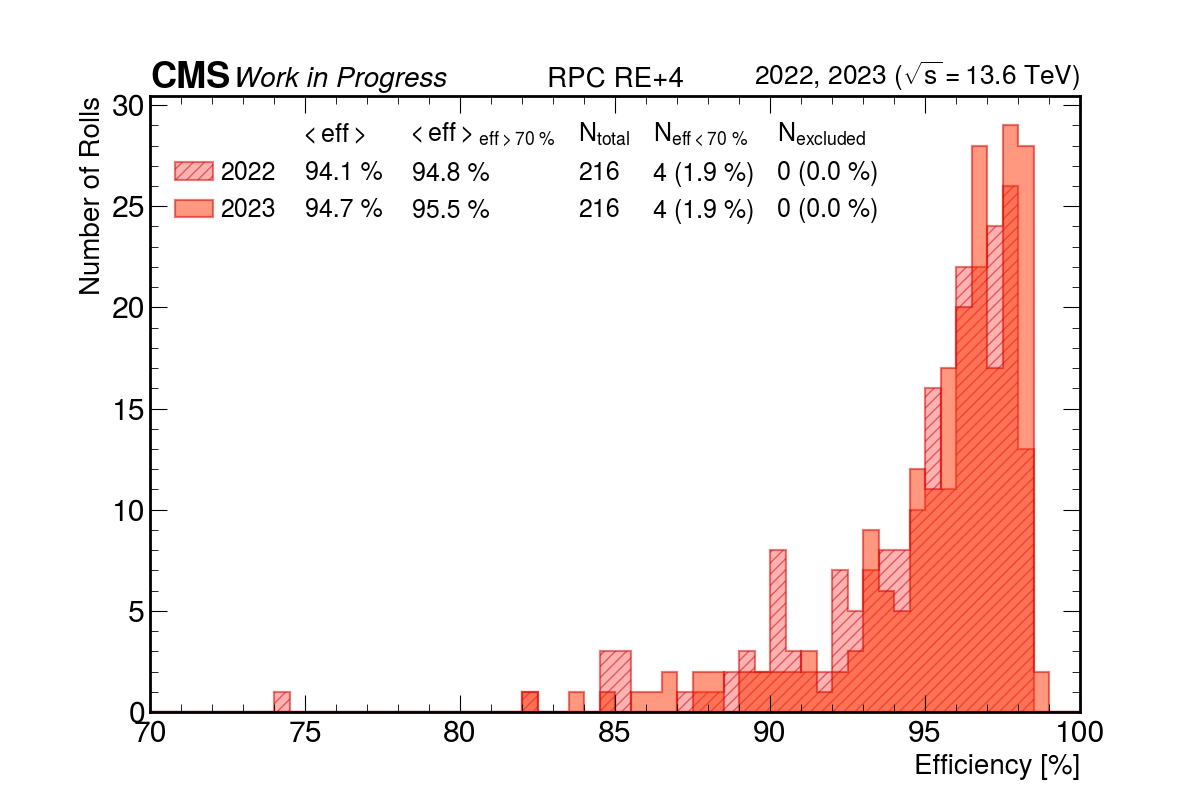 CMS Work in Progress RPC RE+4 2022, 2023 (√s = 13.6 TeV)
Number of Rolls
< eff > < eff > eff > 70 % Ntotal Neff < 70 % Nexcluded
2022 94.1 % 94.8 % 216 4 (1.9 %) 0 (0.0 %)
2023 94.7 % 95.5 % 216 4 (1.9 %) 0 (0.0 %)
30
25
20
15
10
5
0
70 75 80 85 90 95 100
Efficiency [%]